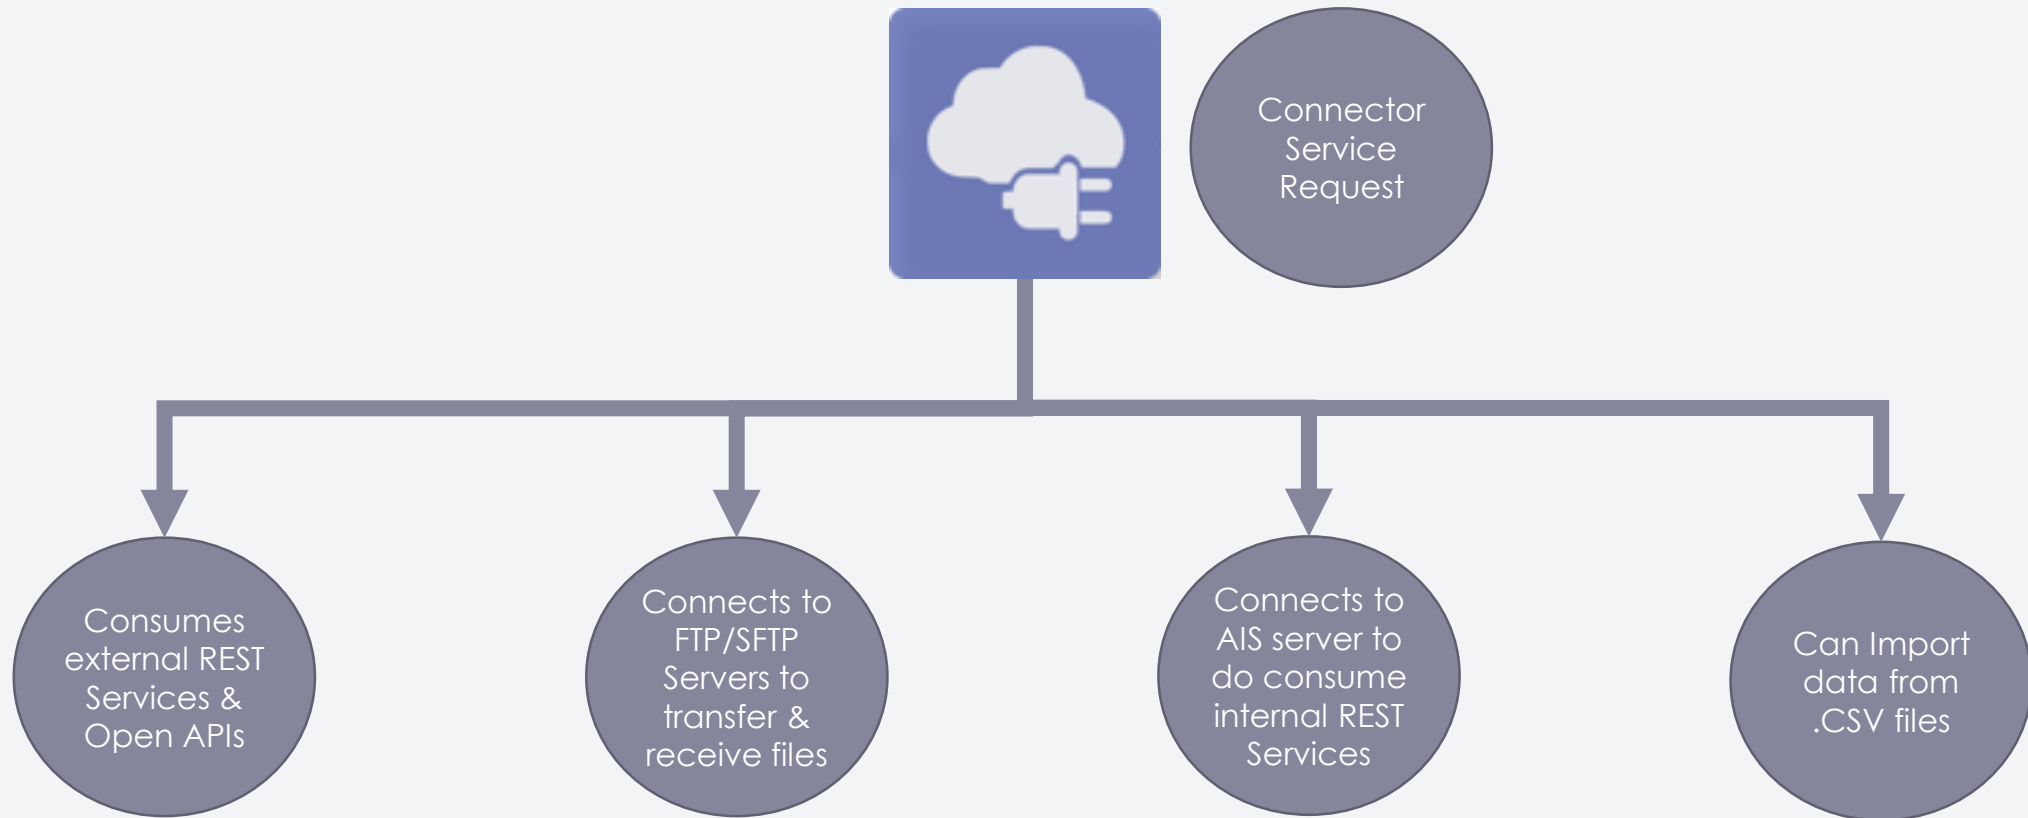 Connector
Service
Request
Consumes
external REST
Services &
Open APIs
Connects to
FTP/SFTP
Servers to
transfer &
receive files
Connects to
AIS server to
do consume
internal REST
Services
Can Import
data from
.CSV files